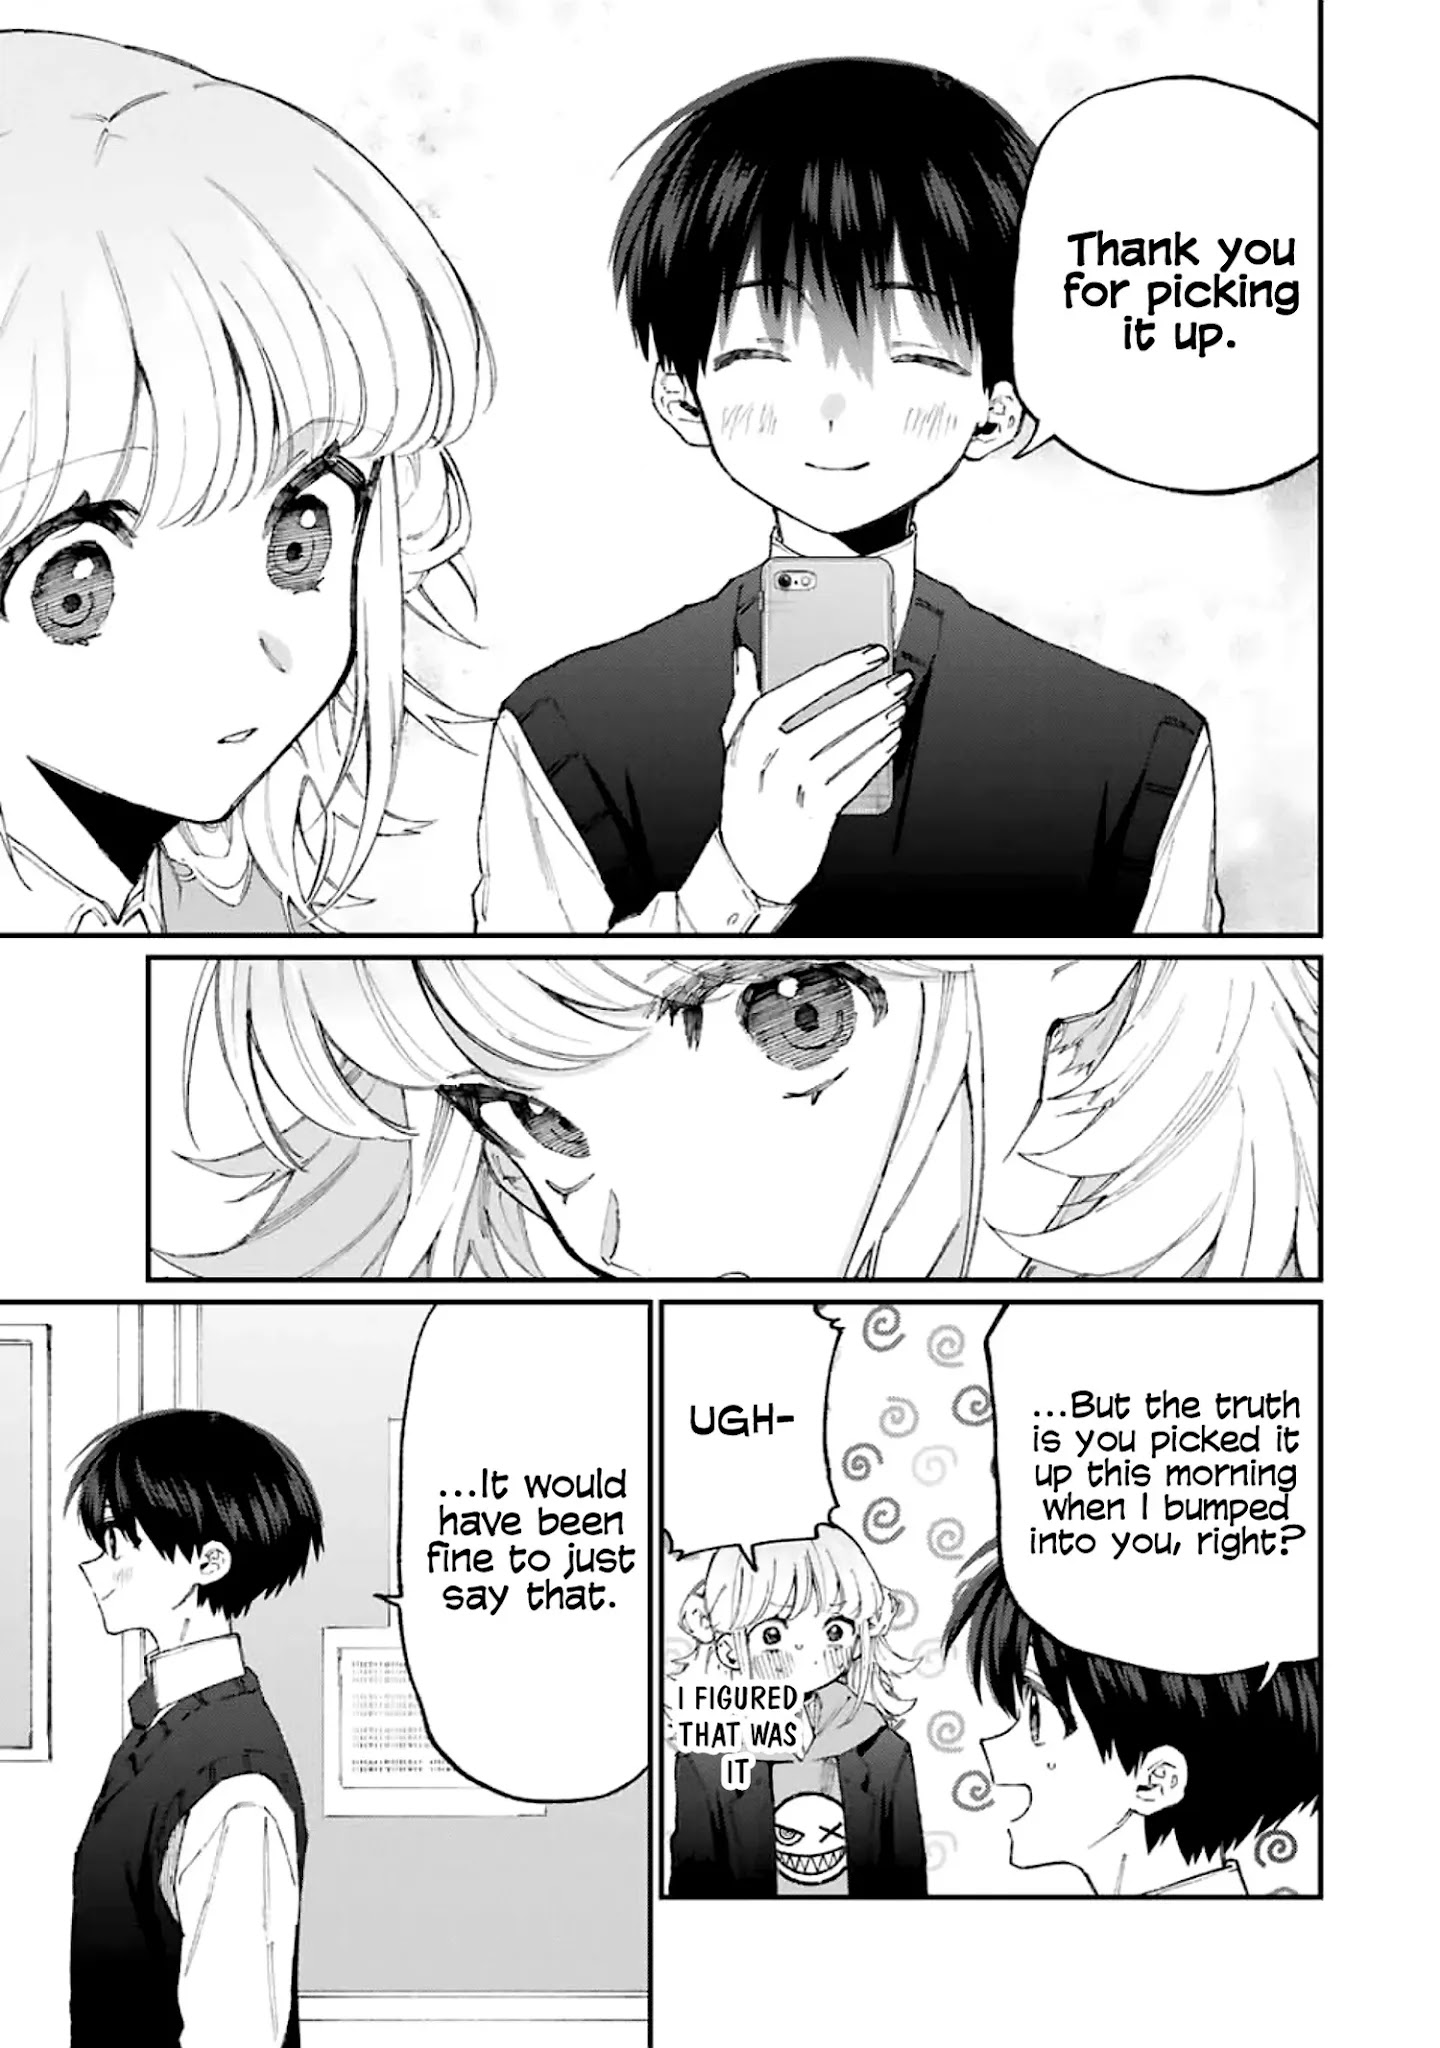 Thank you
for picking
it up.
...But the truth
is you picked it
up this morning
when I bumped
into you, right?
UGH-
I FIGURED
THAT WAS
IT
...It would
have been
fine to just
say that.